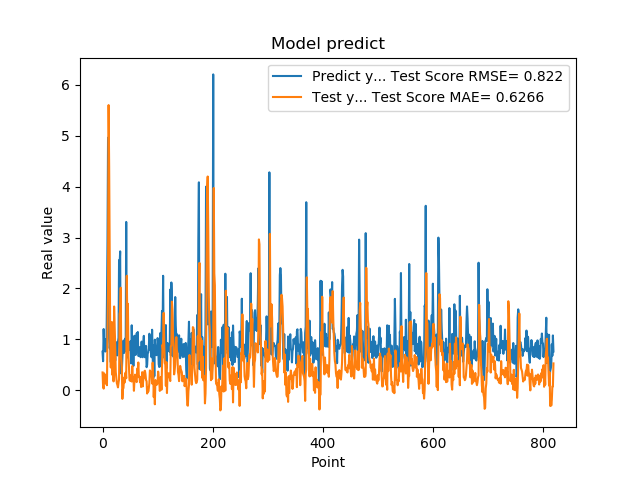 Model predict
Predict y... Test Score RMSE= 0.822
Test y... Test Score MAE= 0.6266
Real value
6
5
4
3
2
1
0
0 200 400 600 800
Point